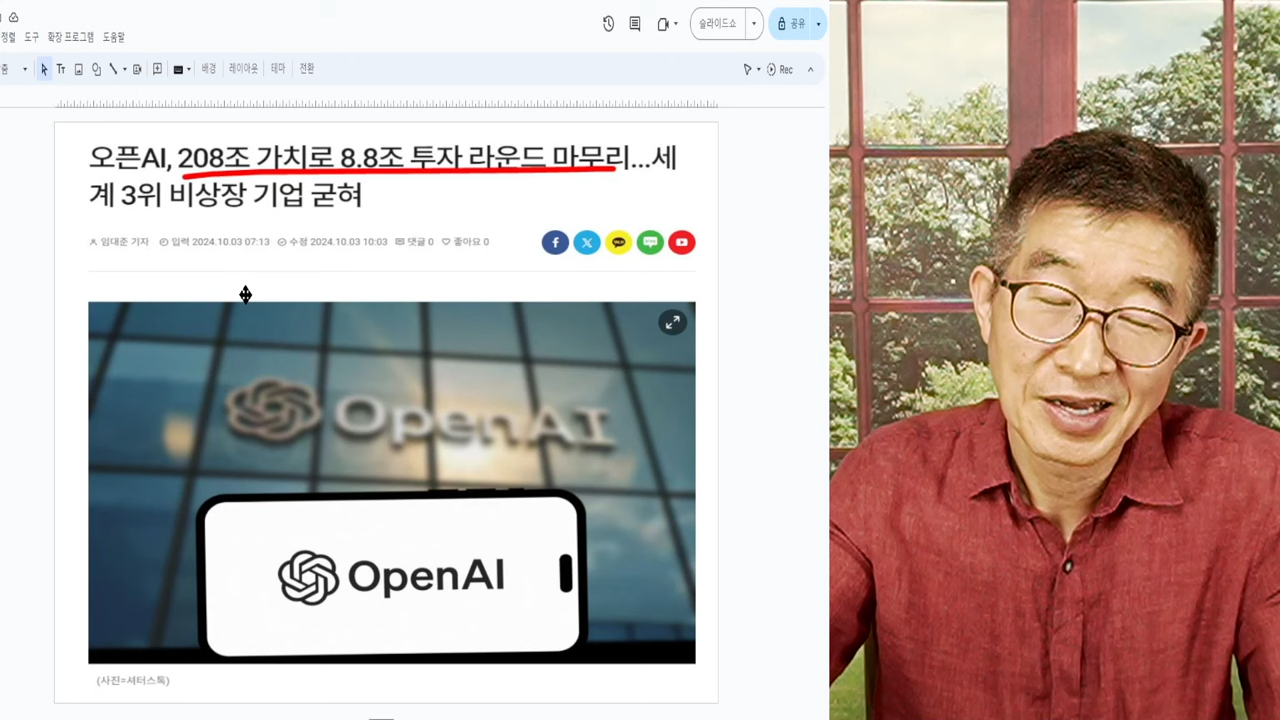 정렬 도구 확장 프로그램 도움말
슬라이드쇼
공유
Tт
배경 레이아웃 테마 전환
Rec
오픈AI, 208조 가치로 8.8조 투자 라운드 마무리...세
계 3위 비상장 기업 굳혀
임대준 기자 입력 2024.10.03 07:13 수정 2024.10.03 10:03 댓글 0 좋아요 0
OpenAI
OpenAI
(사진=셔터스톡)